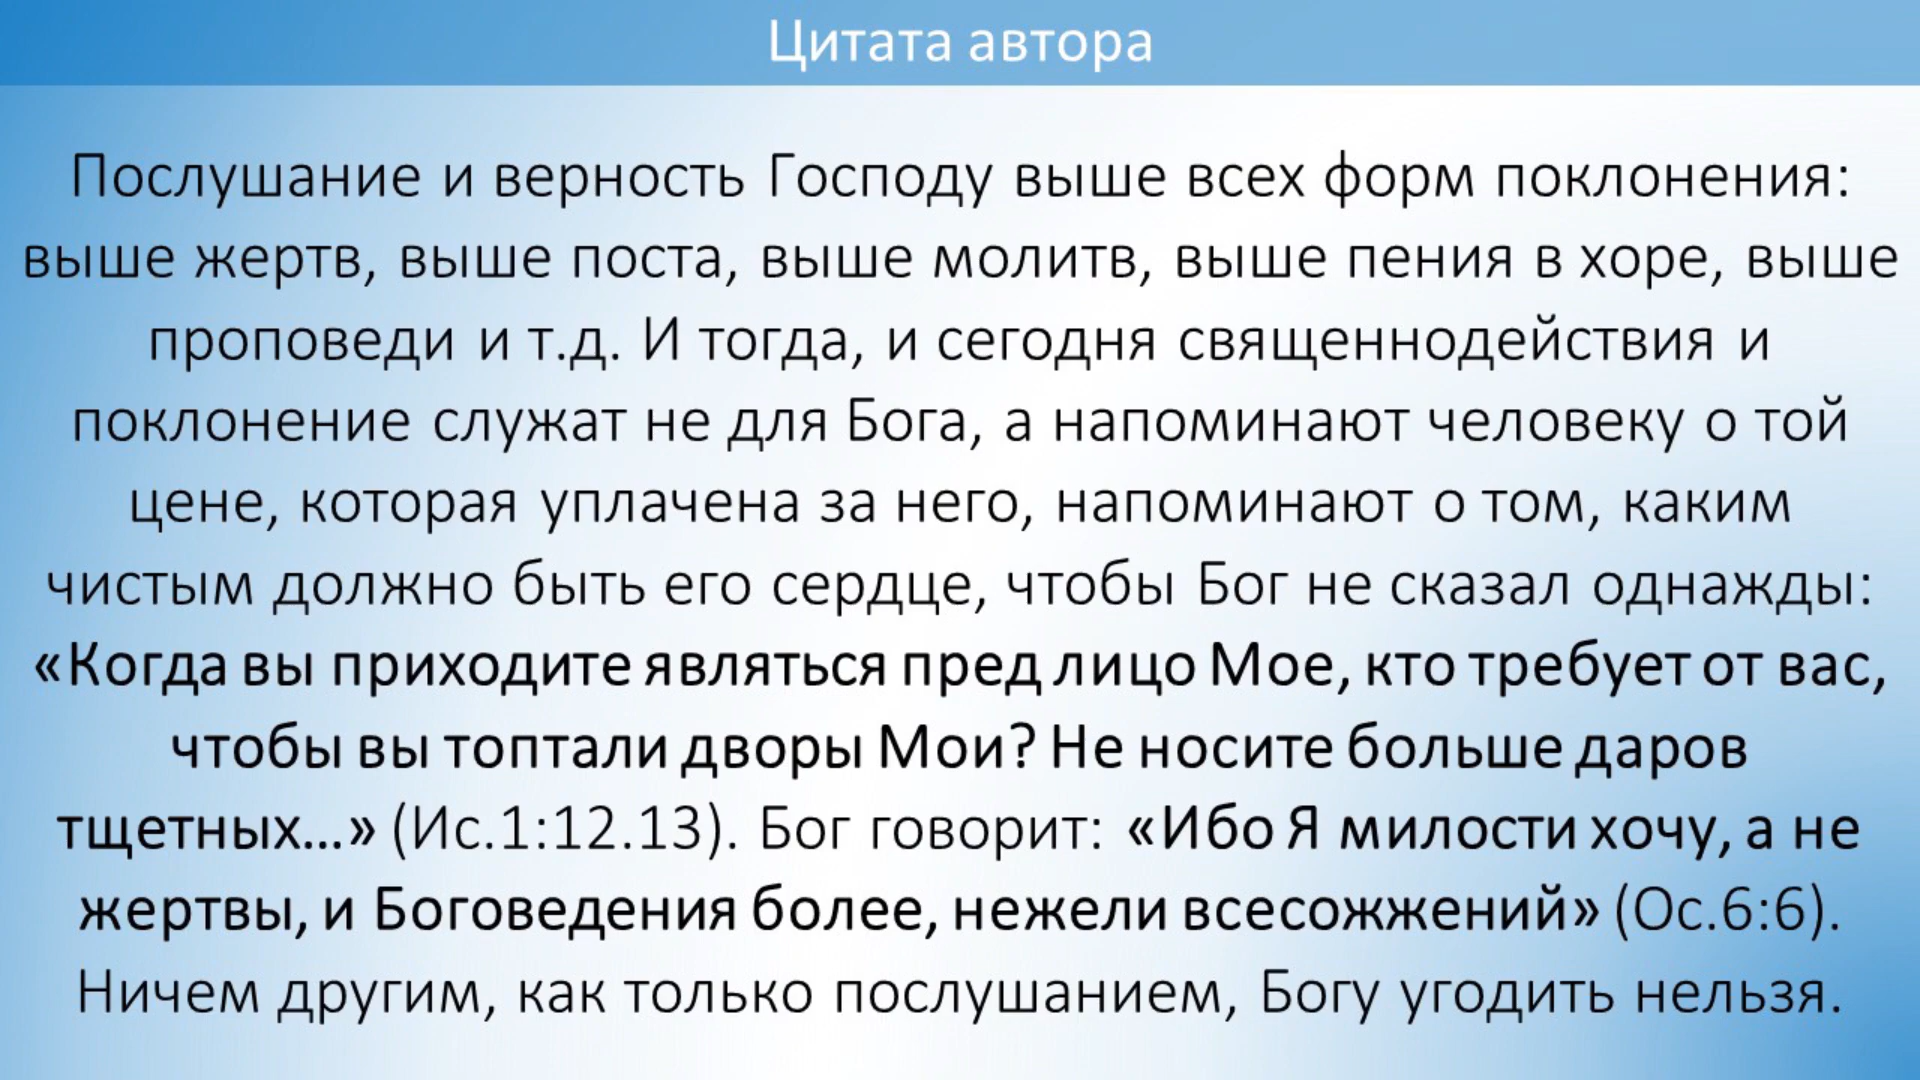 Цитата автора
Послушание и верность Господу выше всех форм поклонения:
выше жертв, выше поста, выше молитв, выше пения в хоре, выше
проповеди и т.д. И тогда, и сегодня священнодействия и
поклонение служат не для Бога, а напоминают человеку о той
цене, которая уплачена за него, напоминают о том, каким
чистым должно быть его сердце, чтобы Бог не сказал однажды:
«Когда вы приходите являться пред лицо Мое, кто требует от вас,
чтобы вы топтали дворы Мои? Не носите больше даров
тщетных…» (Ис.1:12.13). Бог говорит: «Ибо Я милости хочу, а не
жертвы, и Боговедения более, нежели всесожжений» (Ос.6:6).
Ничем другим, как только послушанием, Богу угодить нельзя.